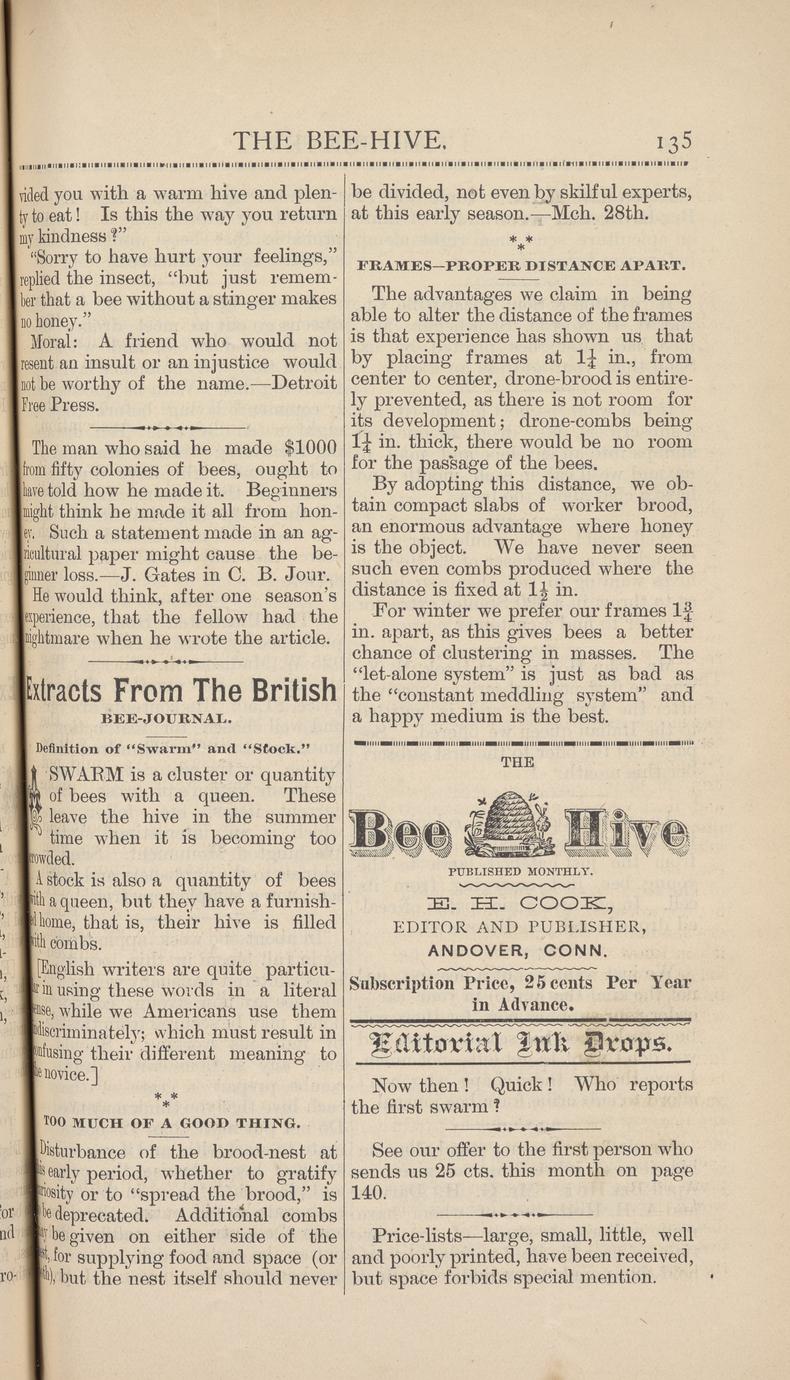 THE BEE-HIVE.
135
vided you with a warm hive and plen-
ty to eat! Is this the way you return
my kindness?"
"Sorry to have hurt your feelings,"
replied the insect, "but just remem-
ber that a bee without a stinger makes
no honey."
Moral: A friend who would not
resent an insult or an injustice would
not be worthy of the name.—Detroit
Free Press.
The man who said he made $1000
from fifty colonies of bees, ought to
have told how he made it. Beginners
might think he made it all from hon-
ey. Such a statement made in an ag-
ricultural paper might cause the be-
ginner loss.—J. Gates in C. B. Jour.
He would think, after one season's
experience, that the fellow had the
nightmare when he wrote the article.
Extracts From The British
BEE-JOURNAL.
Definition of "Swarm" and "Stock."
A SWARM is a cluster or quantity
of bees with a queen. These
leave the hive in the summer
time when it is becoming too
crowded.
A stock is also a quantity of bees
with a queen, but they have a furnish-
ed home, that is, their hive is filled
with combs.
[English writers are quite particu-
lar in using these words in a literal
sense, while we Americans use them
indiscriminately; which must result in
confusing their different meaning to
the novice.]
* * *
TOO MUCH OF A GOOD THING.
Disturbance of the brood-nest at
early period, whether to gratify
curiosity or to "spread the brood," is
be deprecated. Additional combs
be given on either side of the
for supplying food and space (or
but the nest itself should never
be divided, not even by skilful experts,
at this early season.—Mch. 28th.
* * *
FRAMES—PROPER DISTANCE APART.
The advantages we claim in being
able to alter the distance of the frames
is that experience has shown us that
by placing frames at 1¼ in., from
center to center, drone-brood is entire-
ly prevented, as there is not room for
its development; drone-combs being
1¼ in. thick, there would be no room
for the passage of the bees.
By adopting this distance, we ob-
tain compact slabs of worker brood,
an enormous advantage where honey
is the object. We have never seen
such even combs produced where the
distance is fixed at 1½ in.
For winter we prefer our frames 1¾
in. apart, as this gives bees a better
chance of clustering in masses. The
"let-alone system" is just as bad as
the "constant meddling system" and
a happy medium is the best.
THE
Bee Hive
PUBLISHED MONTHLY.
E. H. COOK,
EDITOR AND PUBLISHER,
ANDOVER, CONN.
Subscription Price, 25 cents Per Year
in Advance.
Editorial Ink Drops.
Now then! Quick! Who reports
the first swarm?
See our offer to the first person who
sends us 25 cts. this month on page
140.
Price-lists—large, small, little, well
and poorly printed, have been received,
but space forbids special mention.